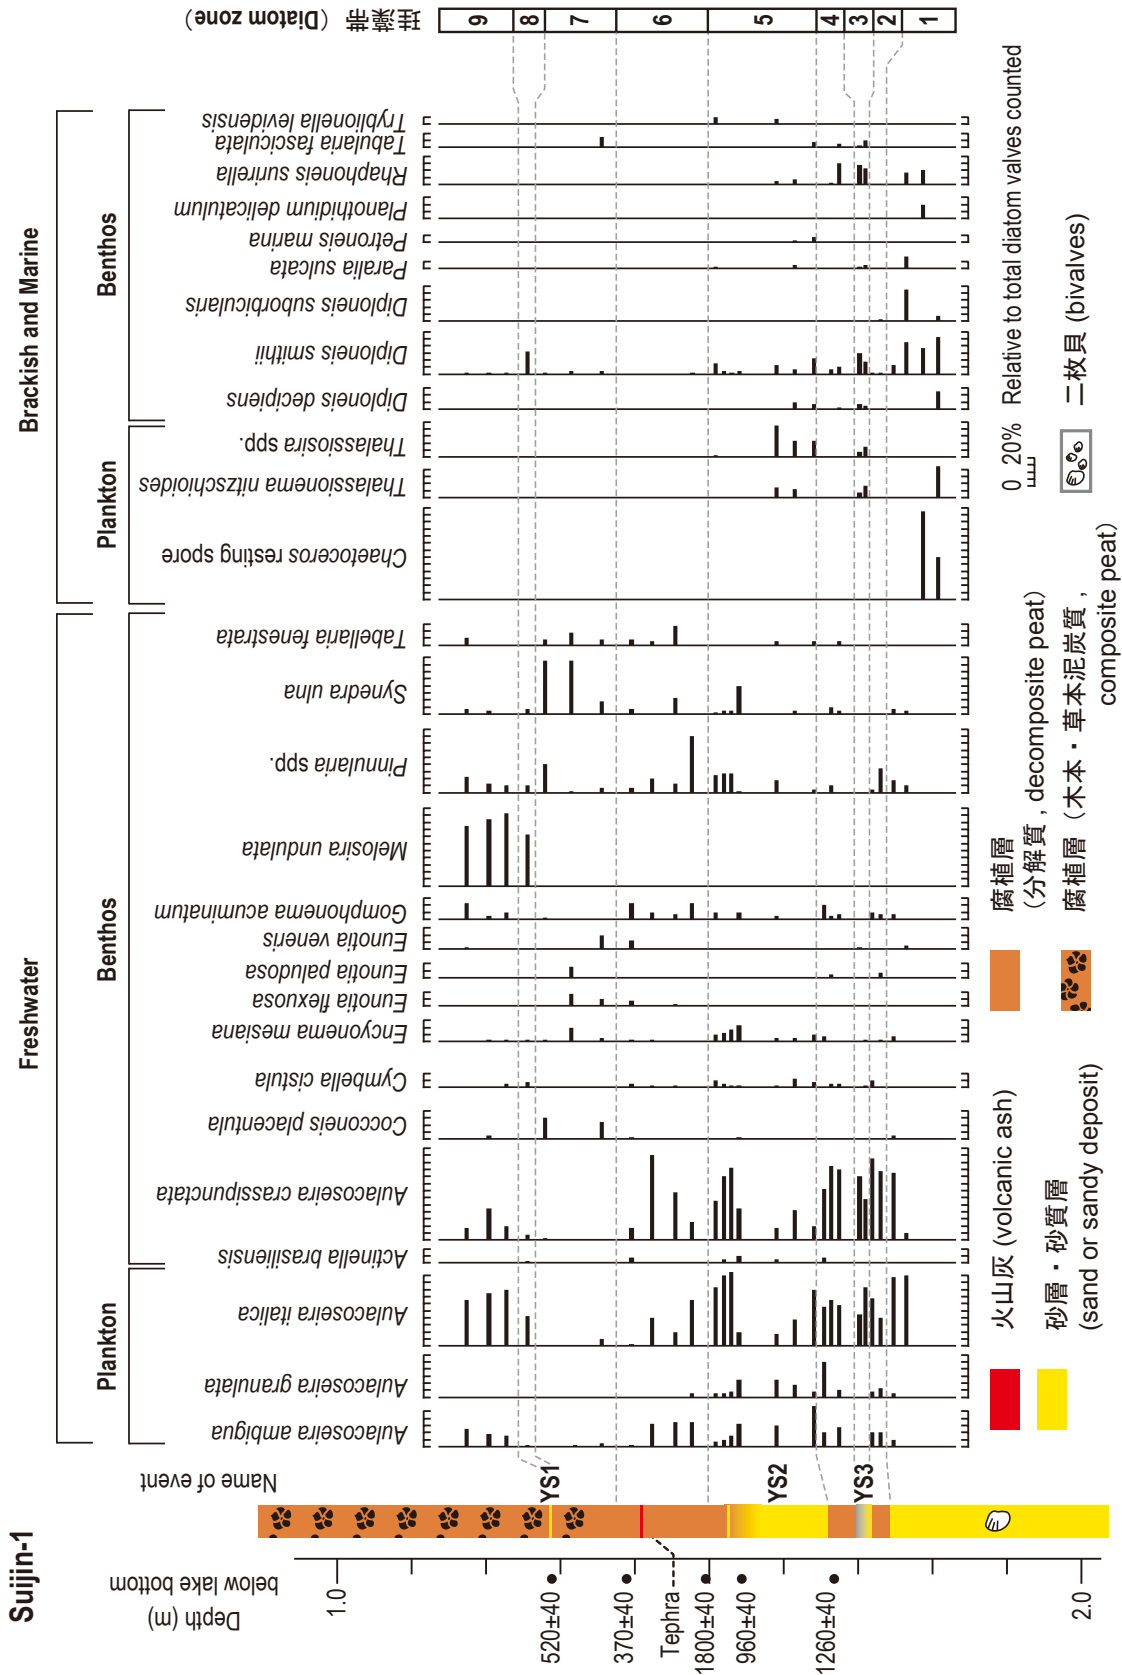 Suijin-1
Depth (m)
below lake bottom
1.0
2.0
520±40
370±40
Tephra
1800±40
960±40
1260±40
Name of event
YS1
YS2
YS3
Freshwater
Plankton
Aulacoseira ambigua
Aulacoseira granulata
Aulacoseira italica
Benthos
Actinella brasiliensis
Aulacoseira crassipunctata
Cocconeis placentula
Cymbella cistula
Encyonema mesiana
Eunotia flexuosa
Eunotia paludosa
Eunotia veneris
Gomphonema acuminatum
Melosira undulata
Pinnularia spp.
Synedra ulna
Tabellaria fenestrata
Brackish and Marine
Plankton
Chaetoceros resting spore
Thalassionema nitzschioides
Thalassiosira spp.
Benthos
Diploneis decipiens
Diploneis smithii
Diploneis suborbicularis
Paralia sulcata
Petroneis marina
Planothidium delicatulum
Rhaphoneis surirella
Tabularia fasciculata
Tryblionella levidensis
珪藻帯 (Diatom zone)
9
8
7
6
5
4
3
2
1
火山灰 (volcanic ash)
砂層・砂質層
(sand or sandy deposit)
腐植層
(分解質 , decomposite peat)
腐植層 (木本・草本泥炭質 ,
composite peat)
0 20% Relative to total diatom valves counted
二枚貝 (bivalves)